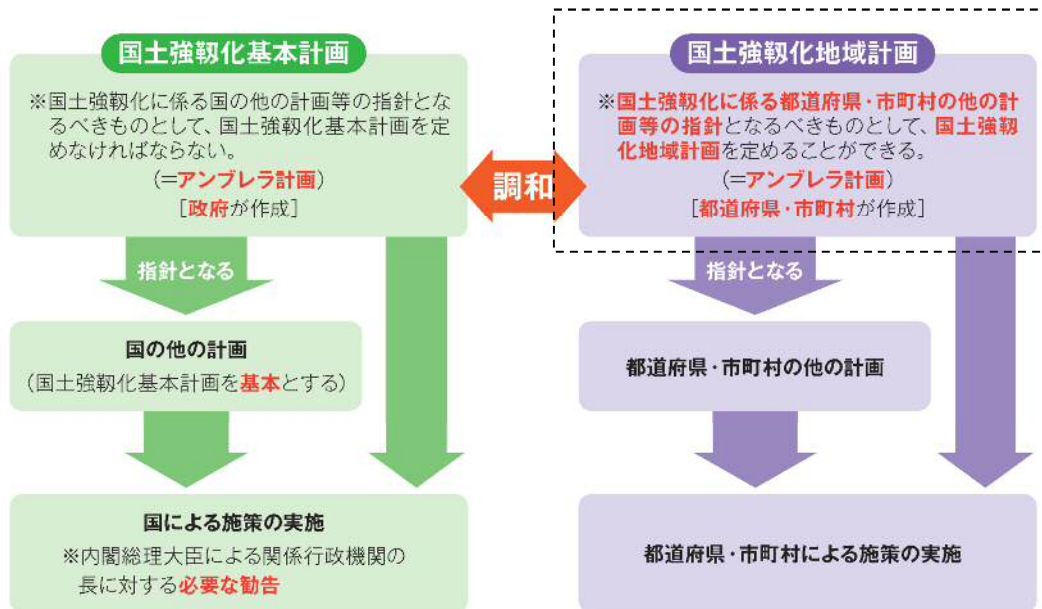 国土強靱化基本計画
※国土強靱化に係る国の他の計画等の指針とな
るべきものとして、国土強靱化基本計画を定
めなければならない。
(=アンブレラ計画)
[政府が作成]
調和
国土強靱化地域計画
※国土強靱化に係る都道府県・市町村の他の計
画等の指針となるべきものとして、国土強靱
化地域計画を定めることができる。
(=アンブレラ計画)
[都道府県・市町村が作成]
指針となる
国の他の計画
(国土強靱化基本計画を基本とする)
国による施策の実施
※内閣総理大臣による関係行政機関の
長に対する必要な勧告
指針となる
都道府県・市町村の他の計画
都道府県・市町村による施策の実施